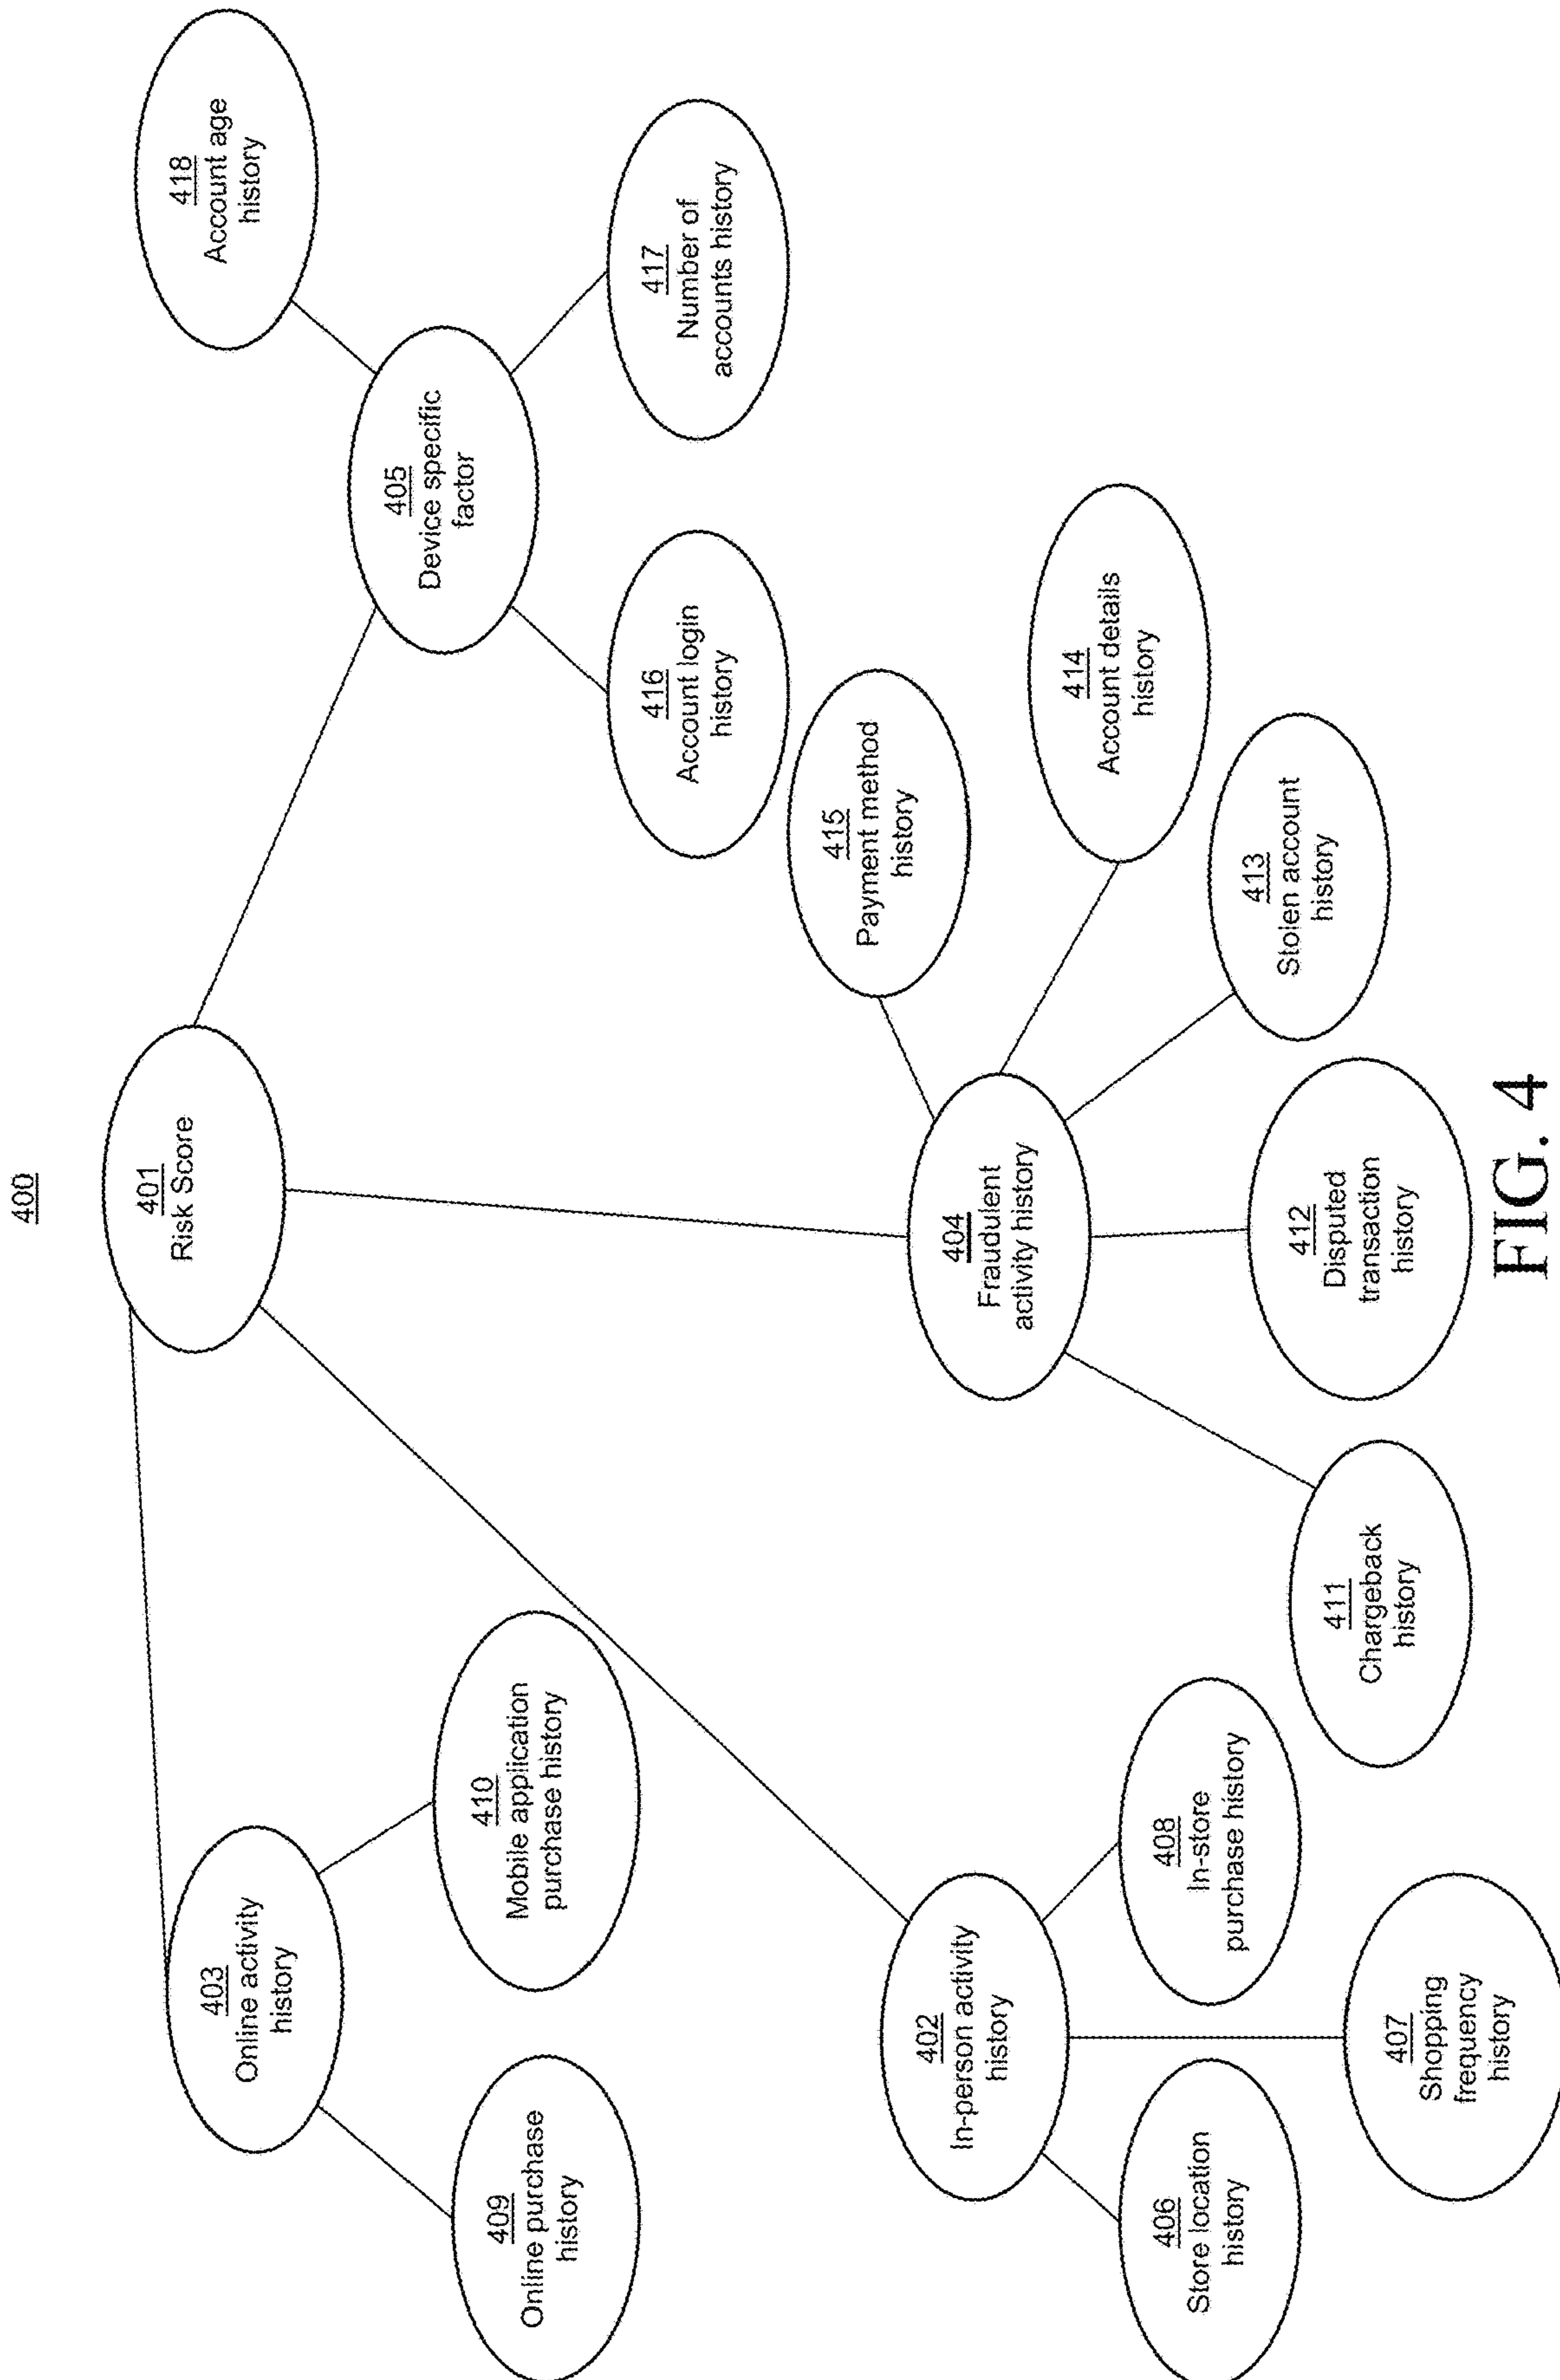 400
401
Risk Score
403
Online activity
history
409
Online purchase
history
410
Mobile application
purchase history
402
In-person activity
history
406
Store location
history
407
Shopping
frequency
history
408
In-store
purchase history
404
Fraudulent
activity history
411
Chargeback
history
412
Disputed
transaction
history
413
Stolen account
history
414
Account details
history
415
Payment method
history
405
Device specific
factor
416
Account login
history
417
Number of
accounts history
418
Account age
history
FIG. 4